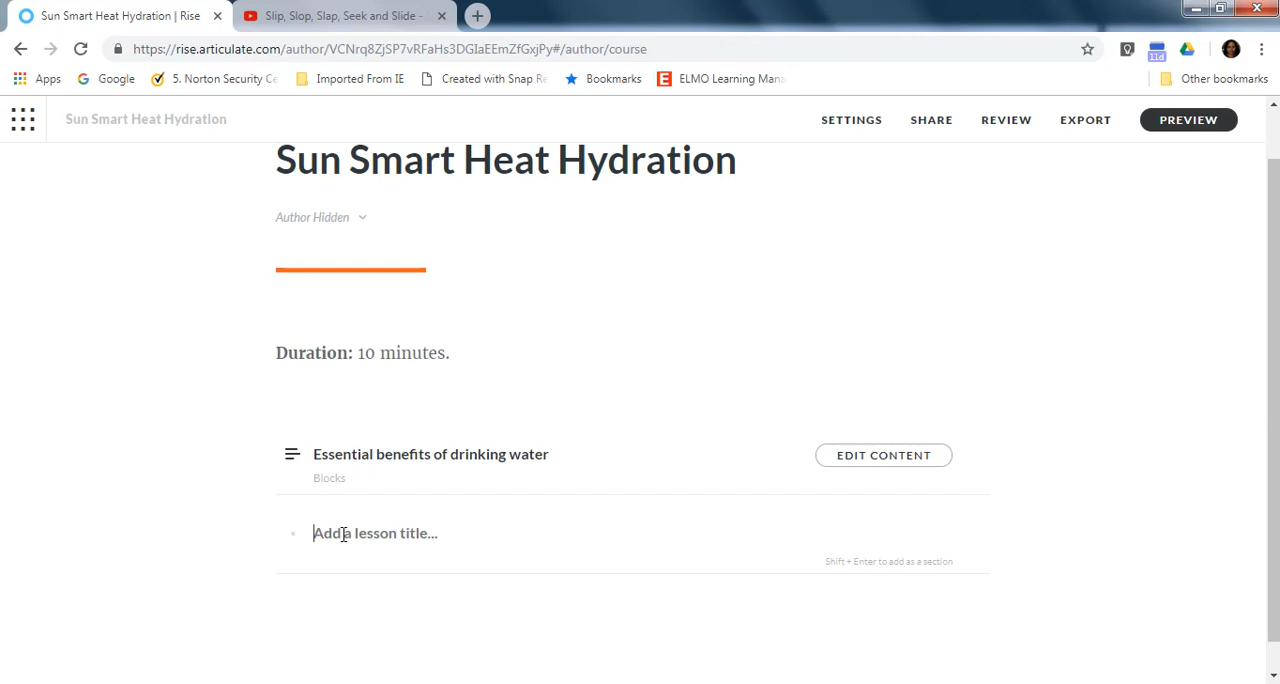 Sun Smart Heat Hydration | Rise
Slip, Slop, Slap, Seek and Slide -
https://rise.articulate.com/author/VCNrq8ZjSP7vRFaHs3DGIaEEmZfGxjPy#/author/course
11d
Apps
Google
5. Norton Security Ce
Imported From IE
Created with Snap Re
Bookmarks
ELMO Learning Mana
Other bookmarks
Sun Smart Heat Hydration
SETTINGS
SHARE
REVIEW
EXPORT
PREVIEW
Sun Smart Heat Hydration
Author Hidden
Duration: 10 minutes.
Essential benefits of drinking water
EDIT CONTENT
Blocks
Add a lesson title...
Shift + Enter to add as a section